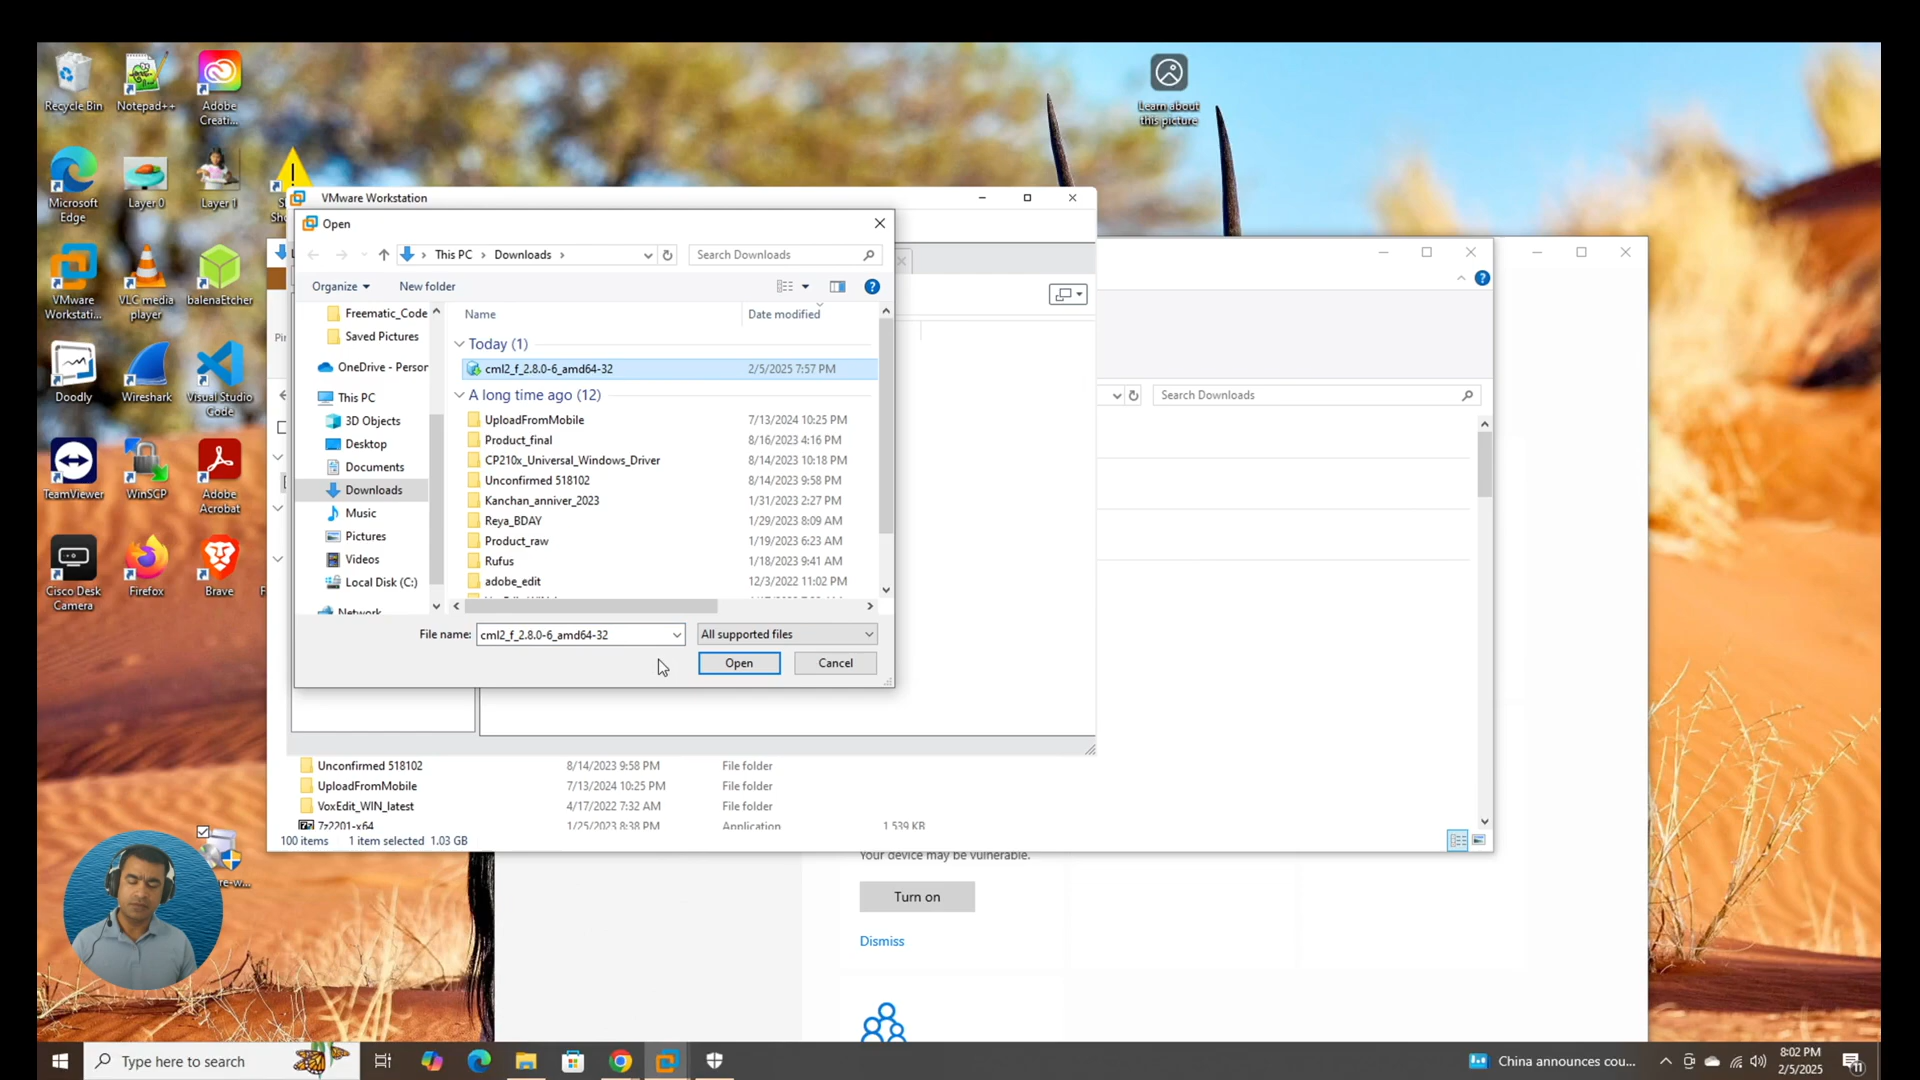 Recycle Bin
Notepad++
Adobe
Creati...
Learn about
this picture
Microsoft
Edge
Layer 0
Layer 1
VMware
Workstati...
VLC media
player
balenaEtcher
Doodly
Wireshark
Visual Studio
Code
TeamViewer
WinSCP
Adobe
Acrobat
Cisco Desk
Camera
Firefox
Brave
VMware Workstation
Open
This PC
Downloads
Search Downloads
Organize
New folder
Name
Date modified
Freematic_Code
Saved Pictures
OneDrive - Person
This PC
3D Objects
Desktop
Documents
Downloads
Music
Pictures
Videos
Local Disk (C:)
Network
Today (1)
cml2_f_2.8.0-6_amd64-32 2/5/2025 7:57 PM
A long time ago (12)
UploadFromMobile 7/13/2024 10:25 PM
Product_final 8/16/2023 4:16 PM
CP210x_Universal_Windows_Driver 8/14/2023 10:18 PM
Unconfirmed 518102 8/14/2023 9:58 PM
Kanchan_anniver_2023 1/31/2023 2:27 PM
Reya_BDAY 1/29/2023 8:09 AM
Product_raw 1/19/2023 6:23 AM
Rufus 1/18/2023 9:41 AM
adobe_edit 12/3/2022 11:02 PM
File name: cml2_f_2.8.0-6_amd64-32 All supported files
Open Cancel
Search Downloads
Unconfirmed 518102 8/14/2023 9:58 PM File folder
UploadFromMobile 7/13/2024 10:25 PM File folder
VoxEdit_WIN_latest 4/17/2022 7:32 AM File folder
7z2201-x64 1/25/2023 8:38 PM Application 1,539 KB
100 items 1 item selected 1.03 GB
Your device may be vulnerable.
Turn on
Dismiss
Type here to search
China announces cou...
8:02 PM
2/5/2025